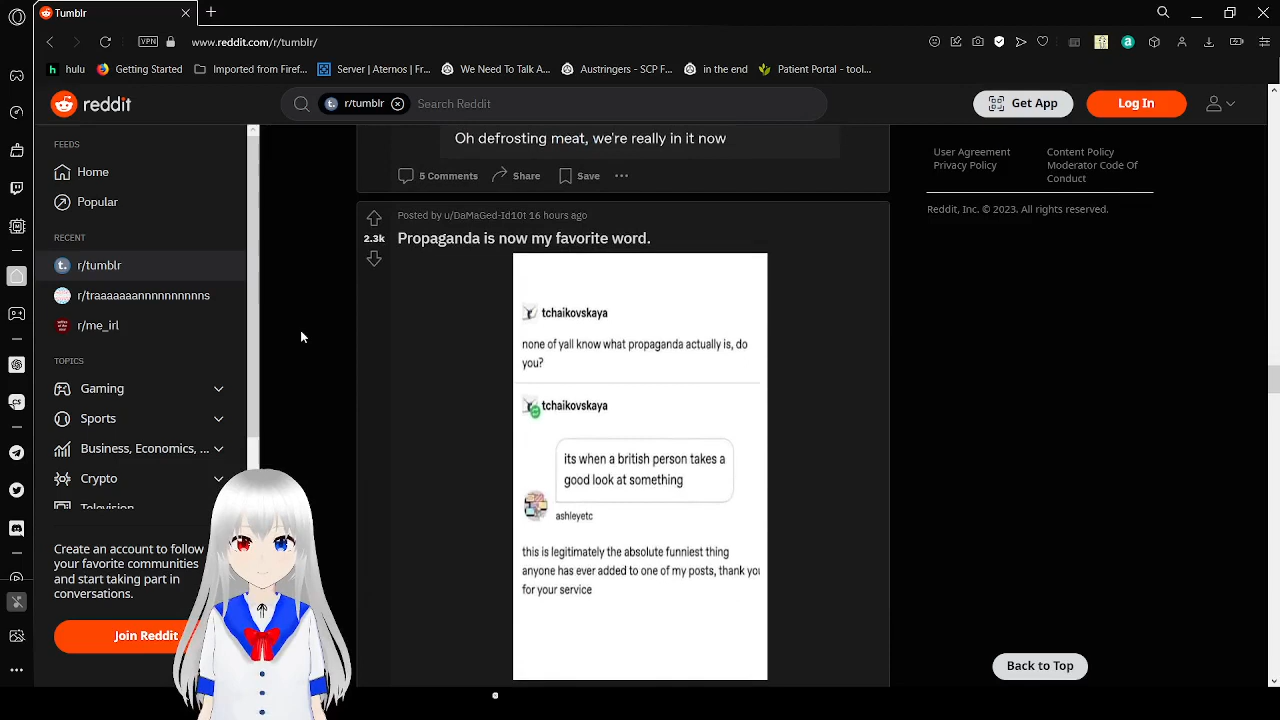 Tumblr
VPN
www.reddit.com/r/tumblr/
hulu
Getting Started
Imported from Firef...
Server | Aternos | Fr...
We Need To Talk A...
Austringers - SCP F...
in the end
Patient Portal - tool...
reddit
r/tumblr
Search Reddit
Get App
Log In
FEEDS
Home
Popular
RECENT
r/tumblr
r/traaaaaaannnnnnnnnns
r/me_irl
TOPICS
Gaming
Sports
Business, Economics, ...
Crypto
Television
Create an account to follow
your favorite communities
and start taking part in
conversations.
Join Reddit
Oh defrosting meat, we're really in it now
5 Comments
Share
Save
Posted by u/DaMaGed-Id10t 16 hours ago
2.3k
Propaganda is now my favorite word.
tchaikovskaya
none of yall know what propaganda actually is, do
you?
tchaikovskaya
its when a british person takes a
good look at something
ashleyetc
this is legitimately the absolute funniest thing
anyone has ever added to one of my posts, thank you
for your service
User Agreement
Privacy Policy
Content Policy
Moderator Code Of
Conduct
Reddit, Inc. © 2023. All rights reserved.
Back to Top